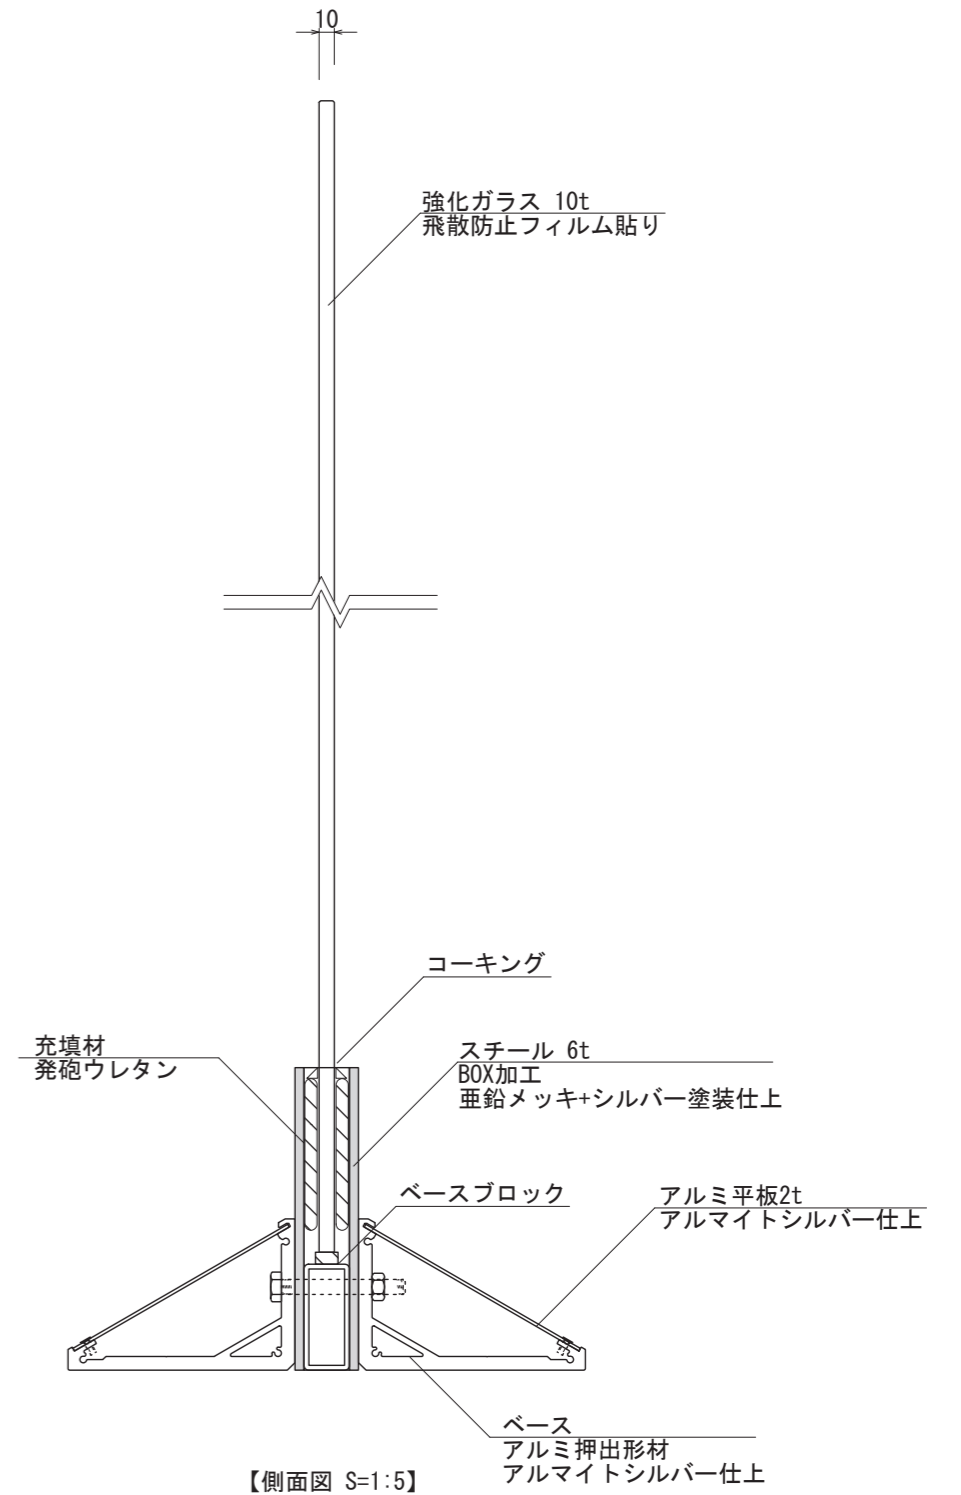 10
強化ガラス 10t
飛散防止フィルム貼り
コーキング
充填材
発砲ウレタン
スチール 6t
BOX加工
亜鉛メッキ+シルバー塗装仕上
ベースブロック
アルミ平板2t
アルマイトシルバー仕上
ベース
アルミ押出形材
アルマイトシルバー仕上
【側面図 S=1:5】